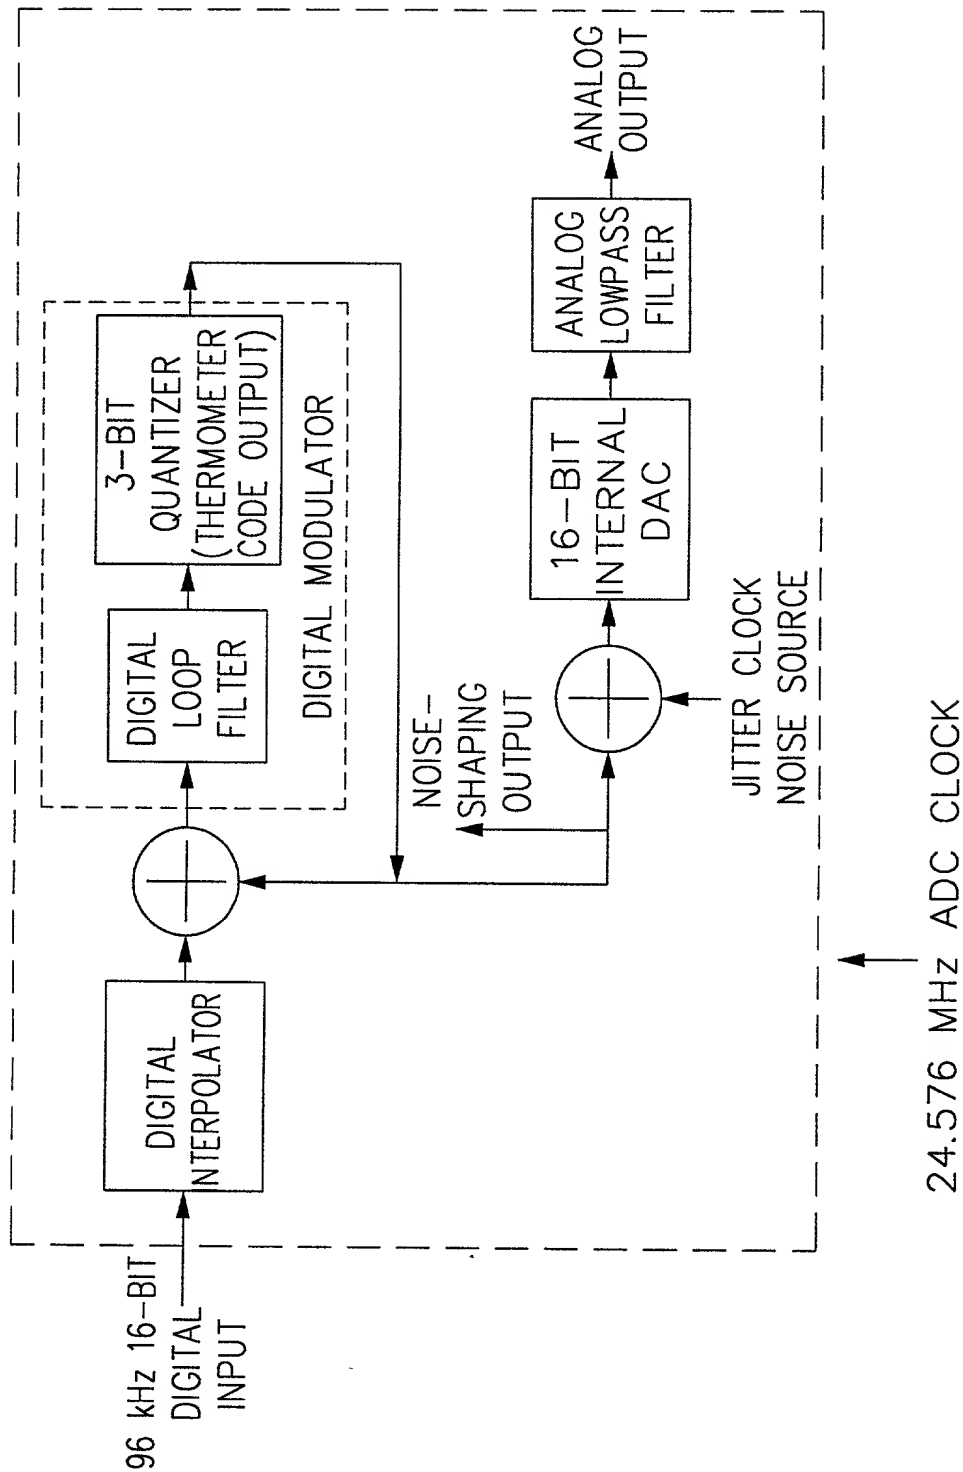 96 kHz 16-BIT
DIGITAL
INPUT
DIGITAL
NTERPOLATOR
DIGITAL
LOOP
FILTER
3-BIT
QUANTIZER
(THERMOMETER
CODE OUTPUT)
DIGITAL MODULATOR
NOISE-
SHAPING
OUTPUT
JITTER CLOCK
NOISE SOURCE
16-BIT
INTERNAL
DAC
ANALOG
LOWPASS
FILTER
ANALOG
OUTPUT
24.576 MHz ADC CLOCK